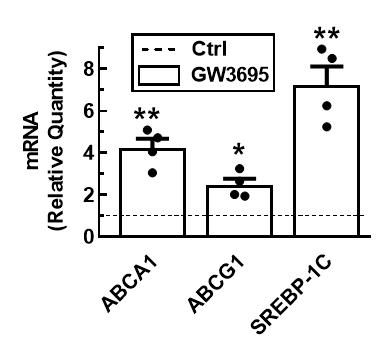 Ctrl
GW3695
mRNA
(Relative Quantity)
8
6
4
2
0
**
*
**
ABCA1
ABCG1
SREBP-1C